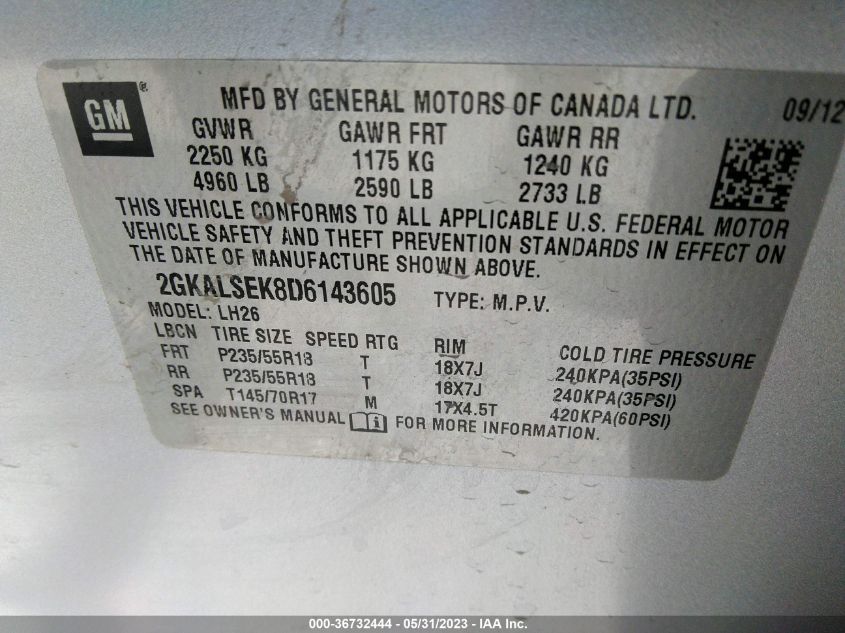 GM ®
MFD BY GENERAL MOTORS OF CANADA LTD. 09/12
GVWR GAWR FRT GAWR RR
2250 KG 1175 KG 1240 KG
4960 LB 2590 LB 2733 LB
THIS VEHICLE CONFORMS TO ALL APPLICABLE U.S. FEDERAL MOTOR
VEHICLE SAFETY AND THEFT PREVENTION STANDARDS IN EFFECT ON
THE DATE OF MANUFACTURE SHOWN ABOVE.
2GKALSEK8D6143605 TYPE: M.P.V.
MODEL: LH26
LBCN TIRE SIZE SPEED RTG RIM COLD TIRE PRESSURE
FRT P235/55R18 T 18X7J 240KPA(35PSI)
RR P235/55R18 T 18X7J 240KPA(35PSI)
SPA T145/70R17 M 17X4.5T 420KPA(60PSI)
SEE OWNER'S MANUAL i FOR MORE INFORMATION.
000-36732444 - 05/31/2023 - IAA Inc.